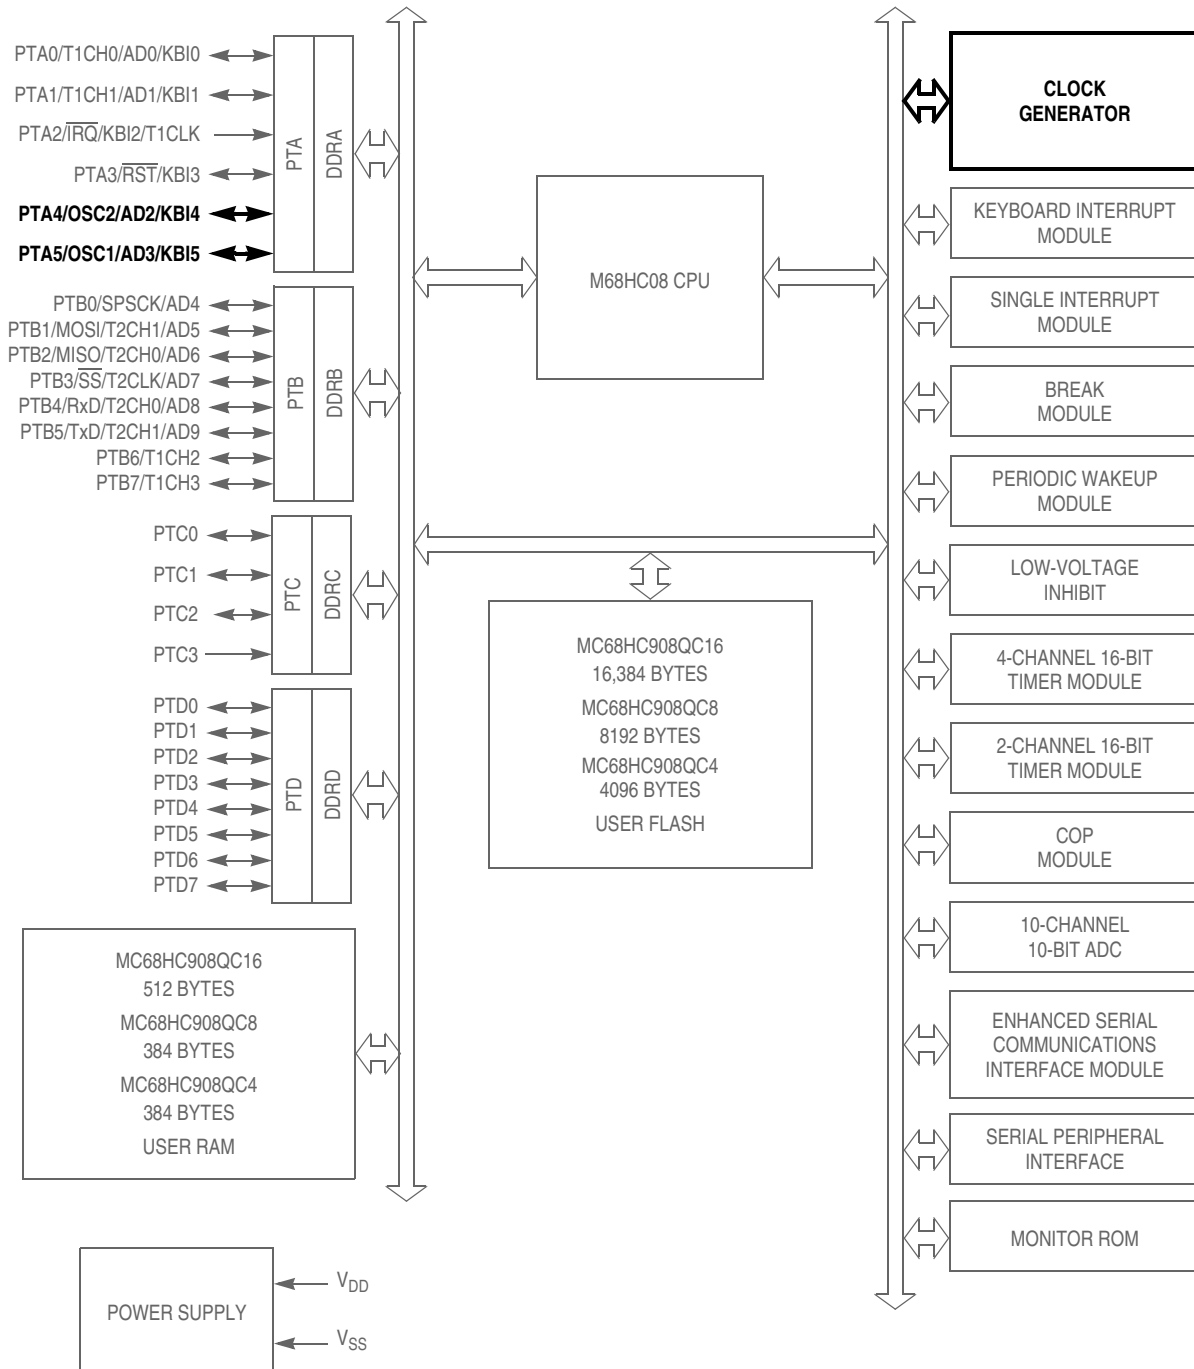 PTA0/T1CH0/AD0/KBI0
PTA1/T1CH1/AD1/KBI1
PTA2/IRQ/KBI2/T1CLK
PTA3/RST/KBI3
PTA4/OSC2/AD2/KBI4
PTA5/OSC1/AD3/KBI5
PTA
DDRA
PTB0/SPSCK/AD4
PTB1/MOSI/T2CH1/AD5
PTB2/MISO/T2CH0/AD6
PTB3/SS/T2CLK/AD7
PTB4/RxD/T2CH0/AD8
PTB5/TxD/T2CH1/AD9
PTB6/T1CH2
PTB7/T1CH3
PTB
DDRB
PTC0
PTC1
PTC2
PTC3
PTC
DDRC
PTD0
PTD1
PTD2
PTD3
PTD4
PTD5
PTD6
PTD7
PTD
DDRD
MC68HC908QC16
512 BYTES
MC68HC908QC8
384 BYTES
MC68HC908QC4
384 BYTES
USER RAM
POWER SUPPLY
VDD
VSS
M68HC08 CPU
MC68HC908QC16
16,384 BYTES
MC68HC908QC8
8192 BYTES
MC68HC908QC4
4096 BYTES
USER FLASH
CLOCK
GENERATOR
KEYBOARD INTERRUPT
MODULE
SINGLE INTERRUPT
MODULE
BREAK
MODULE
PERIODIC WAKEUP
MODULE
LOW-VOLTAGE
INHIBIT
4-CHANNEL 16-BIT
TIMER MODULE
2-CHANNEL 16-BIT
TIMER MODULE
COP
MODULE
10-CHANNEL
10-BIT ADC
ENHANCED SERIAL
COMMUNICATIONS
INTERFACE MODULE
SERIAL PERIPHERAL
INTERFACE
MONITOR ROM